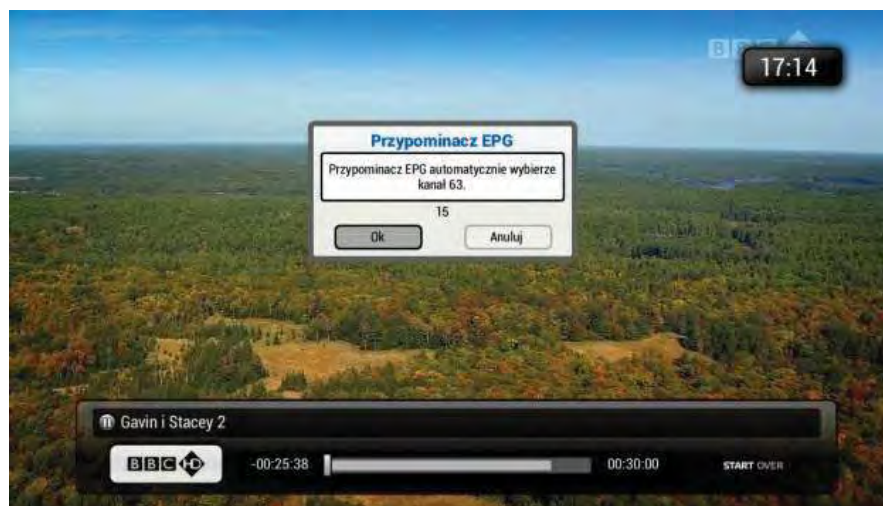 BBC
17:14
Przypominacz EPG
Przypominacz EPG automatycznie wybierze
kanał 63.
15
Ok
Anuluj
Gavin i Stacey 2
BBC HD
-00:25:38
00:30:00
START OVER